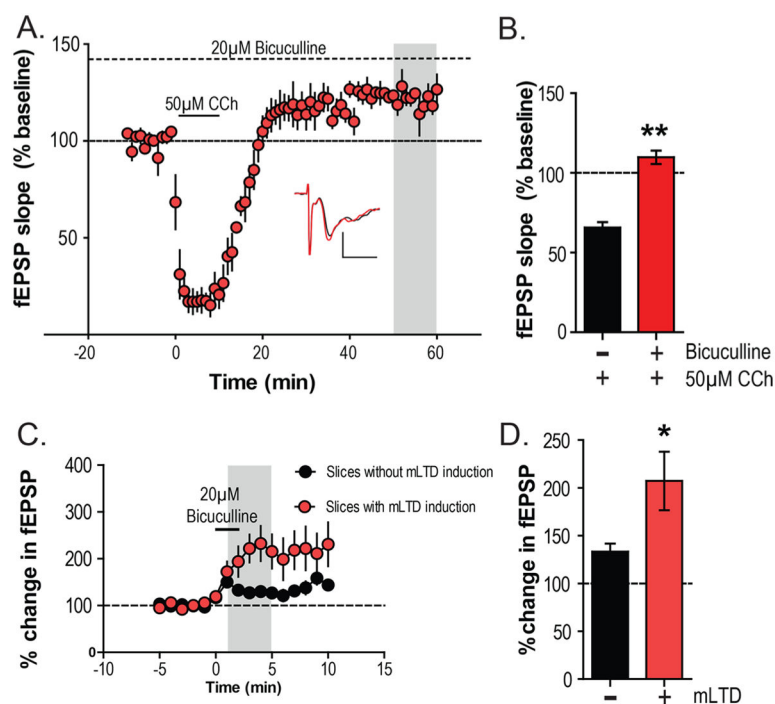 A.
fEPSP slope (% baseline)
150
100
50
20µM Bicuculline
50µM CCh
-20
0
20
40
60
Time (min)
B.
fEPSP slope (% baseline)
150
100
50
0
**
- + Bicuculline
+ + 50µM CCh
C.
% change in fEPSP
400
300
200
100
0
20µM
Bicuculline
Slices without mLTD induction
Slices with mLTD induction
-10
-5
0
5
10
15
Time (min)
D.
% change in fEPSP
250
200
150
100
50
0
*
- + mLTD